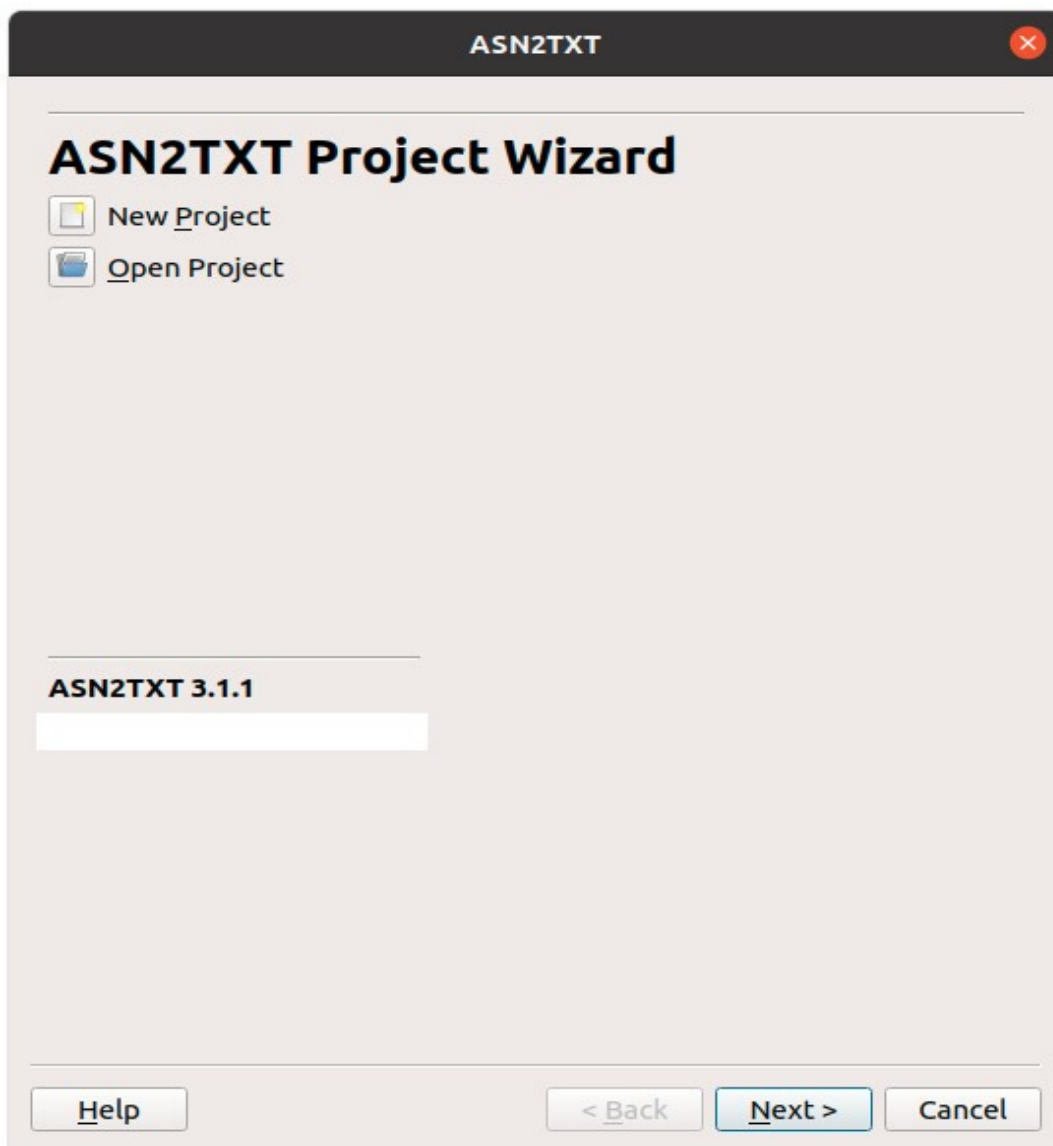 ASN2TXT
ASN2TXT Project Wizard
New Project
Open Project
ASN2TXT 3.1.1
Help
< Back
Next >
Cancel